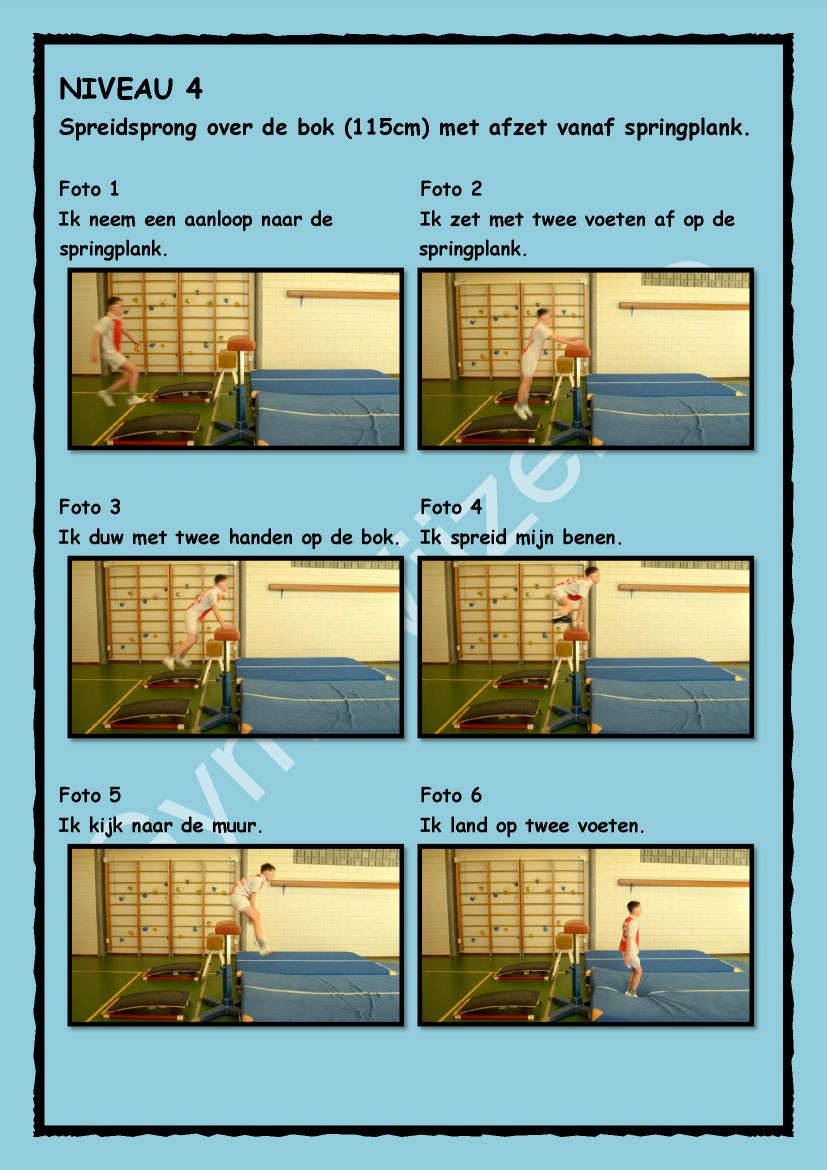 NIVEAU 4
Spreidsprong over de bok (115cm) met afzet vanaf springplank.
Foto 1
Ik neem een aanloop naar de
springplank.
Foto 2
Ik zet met twee voeten af op de
springplank.
Foto 3
Ik duw met twee handen op de bok.
Foto 4
Ik spreid mijn benen.
Foto 5
Ik kijk naar de muur.
Foto 6
Ik land op twee voeten.